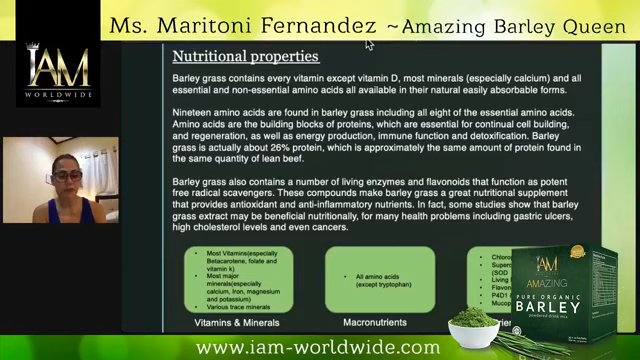 Ms. Maritoni Fernandez ~Amazing Barley Queen
IAM
WORLDWIDE
Nutritional properties
Barley grass contains every vitamin except vitamin D, most minerals (especially calcium) and all
essential and non-essential amino acids all available in their natural easily absorbable forms.
Nineteen amino acids are found in barley grass including all eight of the essential amino acids.
Amino acids are the building blocks of proteins, which are essential for continual cell building,
and regeneration, as well as energy production, immune function and detoxification. Barley
grass is actually about 26% protein, which is approximately the same amount of protein found in
the same quantity of lean beef.
Barley grass also contains a number of living enzymes and flavonoids that function as potent
free radical scavengers. These compounds make barley grass a great nutritional supplement
that provides antioxidant and anti-inflammatory nutrients. In fact, some studies show that barley
grass extract may be beneficial nutritionally, for many health problems including gastric ulcers,
high cholesterol levels and even cancers.
• Most Vitamins(especially
Betacarotene, folate and
vitamin k)
• Most major
minerals(especially
calcium, Iron, magnesium
and potassium)
• Various trace minerals
Vitamins & Minerals
• All amino acids
(except tryptophan)
Macronutrients
• Chlorop
• Superc
(SOD
• Living
• Flavon
• P4D1
• Mucop
IAM
AMAZING
PURE ORGANIC
BARLEY
powdered drink mix
www.iam-worldwide.com